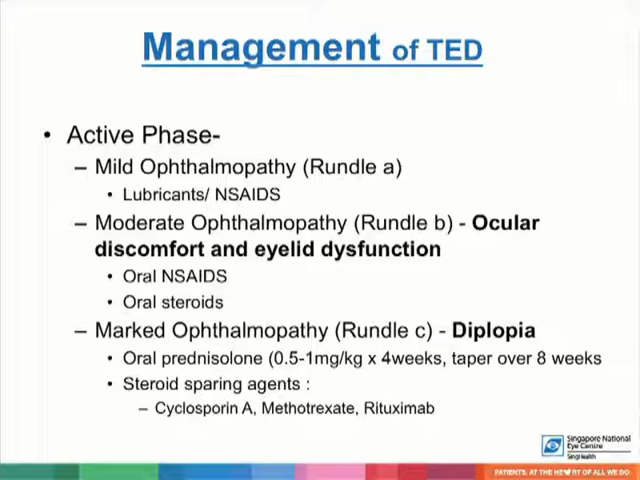 Management of TED
• Active Phase-
– Mild Ophthalmopathy (Rundle a)
• Lubricants/ NSAIDS
– Moderate Ophthalmopathy (Rundle b) - Ocular
discomfort and eyelid dysfunction
• Oral NSAIDS
• Oral steroids
– Marked Ophthalmopathy (Rundle c) - Diplopia
• Oral prednisolone (0.5-1mg/kg x 4weeks, taper over 8 weeks
• Steroid sparing agents :
– Cyclosporin A, Methotrexate, Rituximab
Singapore National
Eye Centre
SingHealth
PATIENTS. AT THE HE♥RT OF ALL WE DO